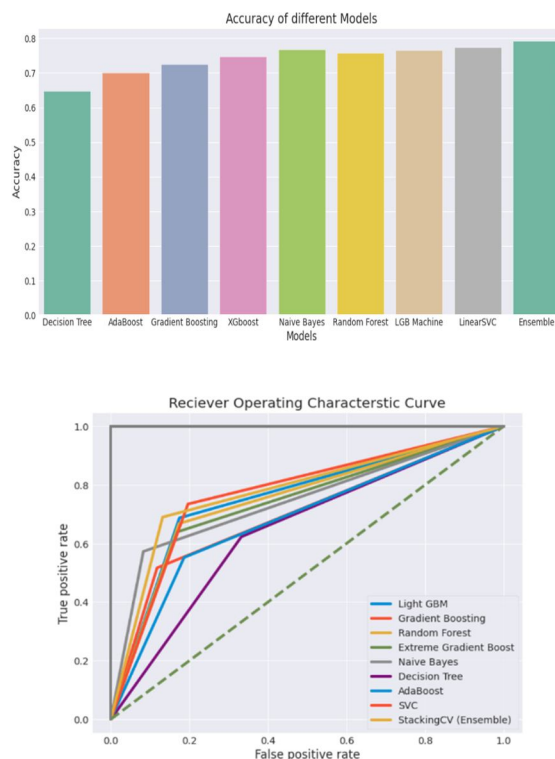 Accuracy of different Models
0.8
0.7
0.6
0.5
0.4
0.3
0.2
0.1
0.0
Accuracy
Decision Tree AdaBoost Gradient Boosting XGboost Naive Bayes Random Forest LGB Machine LinearSVC Ensemble
Models
Reciever Operating Characterstic Curve
1.0
0.8
0.6
0.4
0.2
0.0
True positive rate
Light GBM
Gradient Boosting
Random Forest
Extreme Gradient Boost
Naive Bayes
Decision Tree
AdaBoost
SVC
StackingCV (Ensemble)
0.0 0.2 0.4 0.6 0.8 1.0
False positive rate